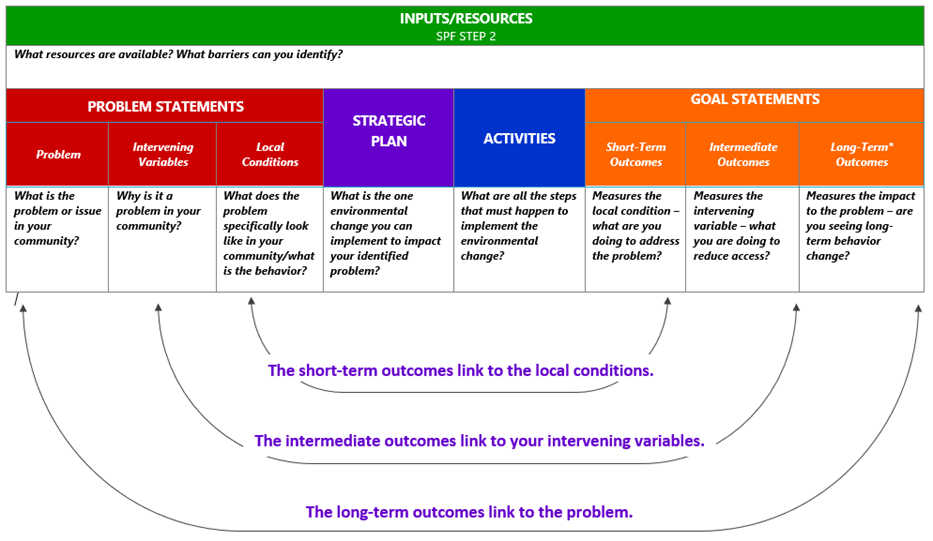 INPUTS/RESOURCES
SPF STEP 2
What resources are available? What barriers can you identify?
PROBLEM STATEMENTS
STRATEGIC
PLAN
ACTIVITIES
GOAL STATEMENTS
Problem
Intervening
Variables
Local
Conditions
Short-Term
Outcomes
Intermediate
Outcomes
Long-Term*
Outcomes
What is the
problem or issue
in your
community?
Why is it a
problem in your
community?
What does the
problem
specifically look
like in your
community/what
is the behavior?
What is the one
environmental
change you can
implement to impact
your identified
problem?
What are all the steps
that must happen to
implement the
environmental
change?
Measures the
local condition –
what are you
doing to address
the problem?
Measures the
intervening
variable – what
you are doing to
reduce access?
Measures the impact
to the problem – are
you seeing long-
term behavior
change?
/
The short-term outcomes link to the local conditions.
The intermediate outcomes link to your intervening variables.
The long-term outcomes link to the problem.